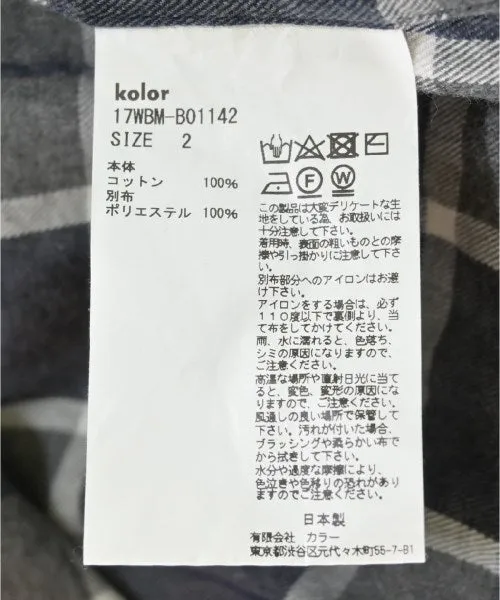 kolor
17WBM-B01142
SIZE 2
本体
コットン 100%
別布
ポリエステル 100%
F W
この製品は大変デリケートな生
地をしている為、お取扱いには
十分注意して下さい。
着用時、表面の粗いものとの摩
擦や引っ掛かりに注意して下さ
い。
別布部分へのアイロンはお避
け下さい。
アイロンをする場合は、必ず
110度以下で裏側より、当
て布をしてかけてください。
雨、水に濡れると、色落ち、
シミの原因になりますので、
ご注意ください。
高温な場所や直射日光に当て
ると、変色、変形の原因にな
りますので、ご注意ください。
風通しの良い場所で保管して
下さい。汚れが付いた場合、
ブラッシングや柔らかい布で
から拭きして下さい。
水分や過度な摩擦により、
色泣きや色移りの恐れがあり
ますのでご注意ください。
日本製
有限会社 カラー
東京都渋谷区元代々木町55-7-B1